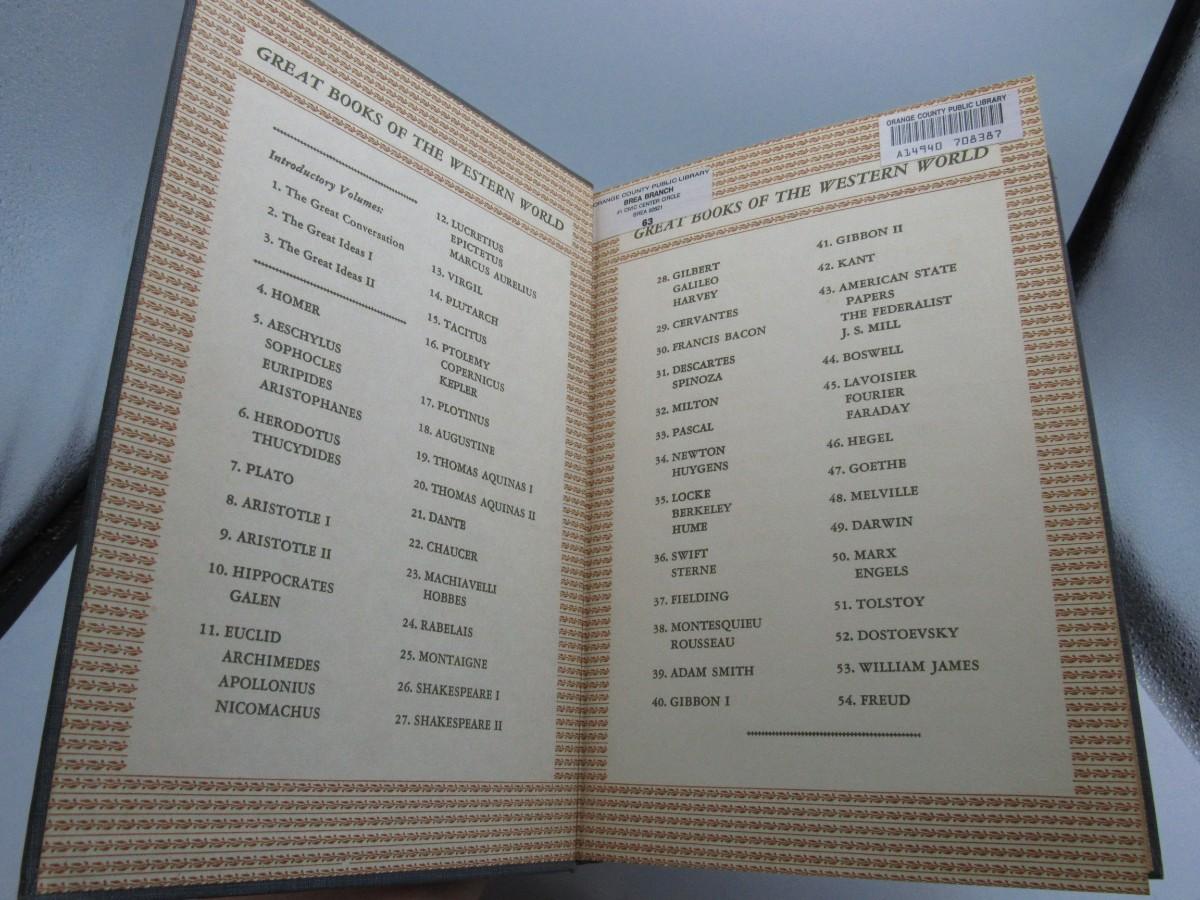 GREAT BOOKS OF THE WESTERN WORLD
Introductory Volumes:
1. The Great Conversation
2. The Great Ideas I
3. The Great Ideas II
4. HOMER
5. AESCHYLUS
SOPHOCLES
EURIPIDES
ARISTOPHANES
6. HERODOTUS
THUCYDIDES
7. PLATO
8. ARISTOTLE I
9. ARISTOTLE II
10. HIPPOCRATES
GALEN
11. EUCLID
ARCHIMEDES
APOLLONIUS
NICOMACHUS
12. LUCRETIUS
EPICTETUS
MARCUS AURELIUS
13. VIRGIL
14. PLUTARCH
15. TACITUS
16. PTOLEMY
COPERNICUS
KEPLER
17. PLOTINUS
18. AUGUSTINE
19. THOMAS AQUINAS I
20. THOMAS AQUINAS II
21. DANTE
22. CHAUCER
23. MACHIAVELLI
HOBBES
24. RABELAIS
25. MONTAIGNE
26. SHAKESPEARE I
27. SHAKESPEARE II
ORANGE COUNTY PUBLIC LIBRARY
BREA BRANCH
#1 CIVIC CENTER CIRCLE
BREA 92621
63
ORANGE COUNTY PUBLIC LIBRARY
A14940 708387
GREAT BOOKS OF THE WESTERN WORLD
28. GILBERT
GALILEO
HARVEY
29. CERVANTES
30. FRANCIS BACON
31. DESCARTES
SPINOZA
32. MILTON
33. PASCAL
34. NEWTON
HUYGENS
35. LOCKE
BERKELEY
HUME
36. SWIFT
STERNE
37. FIELDING
38. MONTESQUIEU
ROUSSEAU
39. ADAM SMITH
40. GIBBON I
41. GIBBON II
42. KANT
43. AMERICAN STATE
PAPERS
THE FEDERALIST
J. S. MILL
44. BOSWELL
45. LAVOISIER
FOURIER
FARADAY
46. HEGEL
47. GOETHE
48. MELVILLE
49. DARWIN
50. MARX
ENGELS
51. TOLSTOY
52. DOSTOEVSKY
53. WILLIAM JAMES
54. FREUD